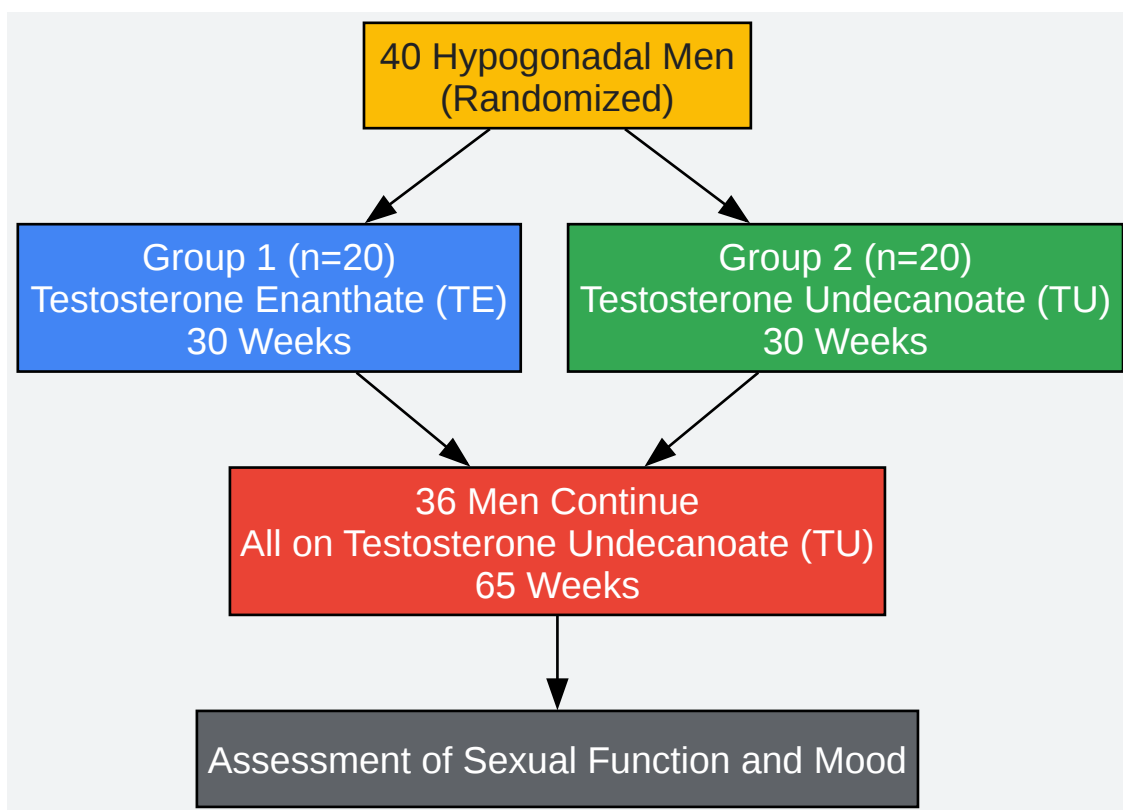 40 Hypogonadal Men
(Randomized)
Group 1 (n=20)
Testosterone Enanthate (TE)
30 Weeks
Group 2 (n=20)
Testosterone Undecanoate (TU)
30 Weeks
36 Men Continue
All on Testosterone Undecanoate (TU)
65 Weeks
Assessment of Sexual Function and Mood